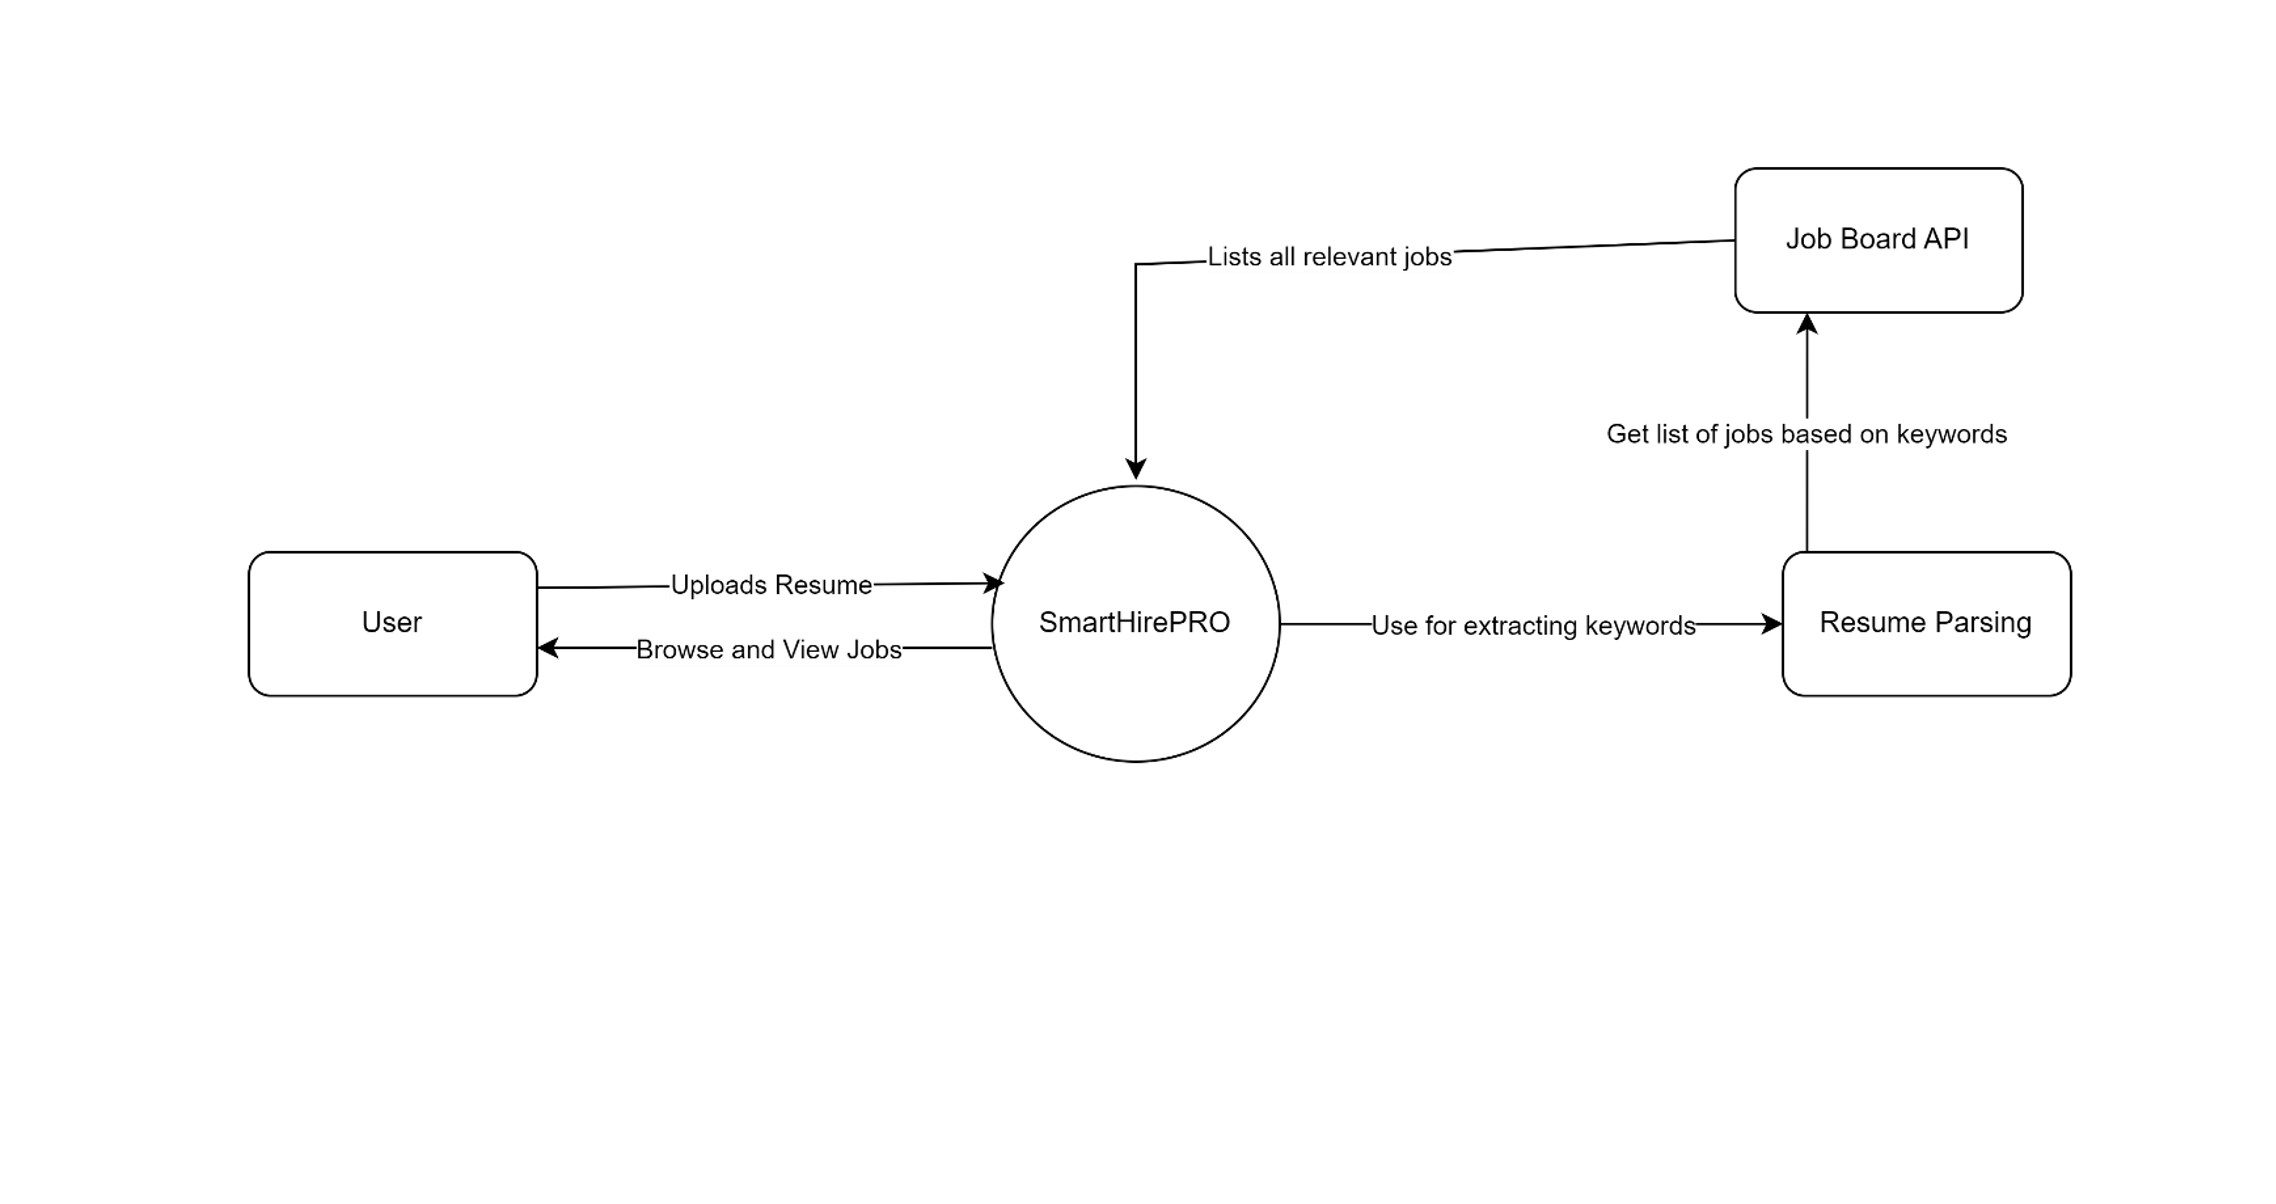 Job Board API
Lists all relevant jobs
Get list of jobs based on keywords
Uploads Resume
User
SmartHirePRO
Use for extracting keywords
Resume Parsing
Browse and View Jobs